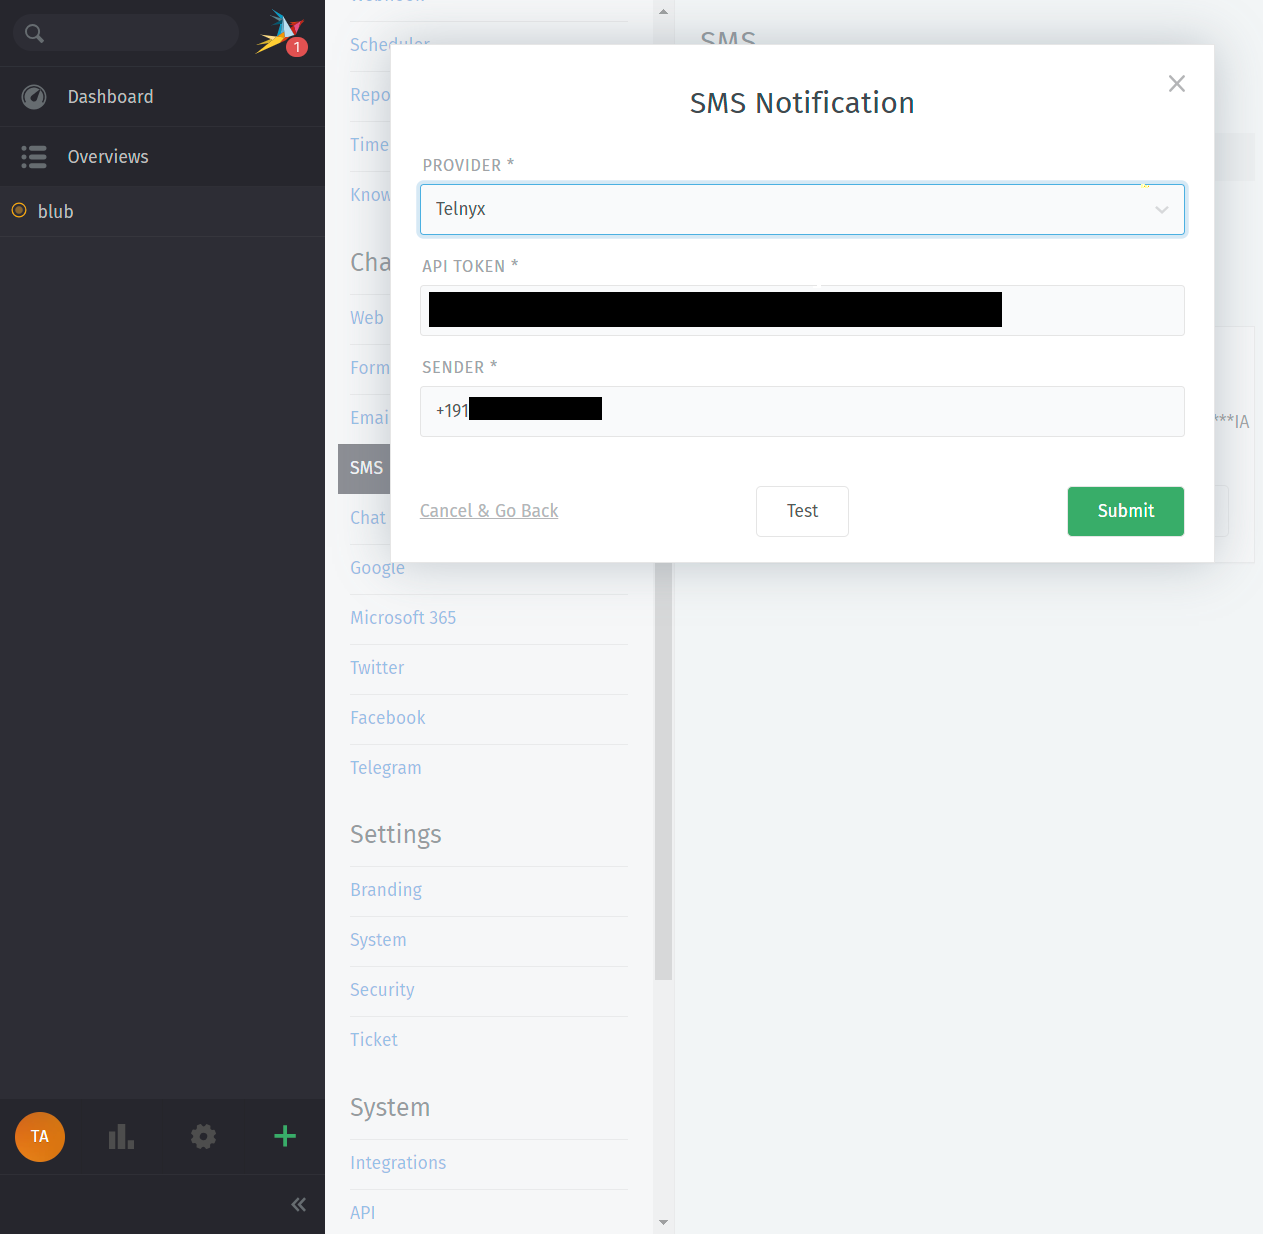 1
Dashboard
Overviews
blub
TA
Scheduler
Repo
Time
Know
Cha
Web
Form
Emai
SMS
Chat
Google
Microsoft 365
Twitter
Facebook
Telegram
Settings
Branding
System
Security
Ticket
System
Integrations
API
SMS
SMS Notification
PROVIDER *
Telnyx
API TOKEN *
SENDER *
+191
Cancel & Go Back
Test
Submit
***IA